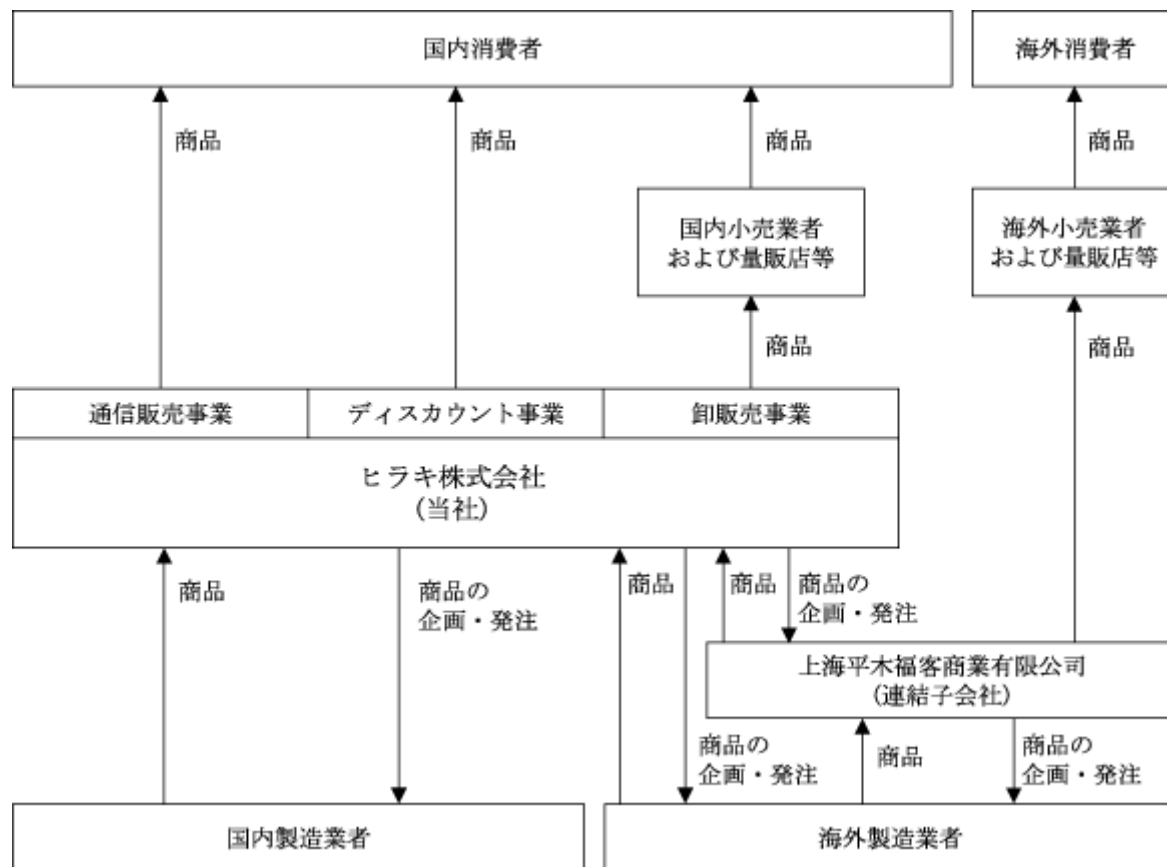 国内消費者
海外消費者
商品
商品
商品
商品
国内小売業者
および量販店等
海外小売業者
および量販店等
商品
商品
通信販売事業
ディスカウント事業
卸販売事業
ヒラキ株式会社
(当社)
商品
商品の
企画・発注
商品
商品
商品の
企画・発注
上海平木福客商業有限公司
(連結子会社)
商品の
企画・発注
商品
商品の
企画・発注
国内製造業者
海外製造業者